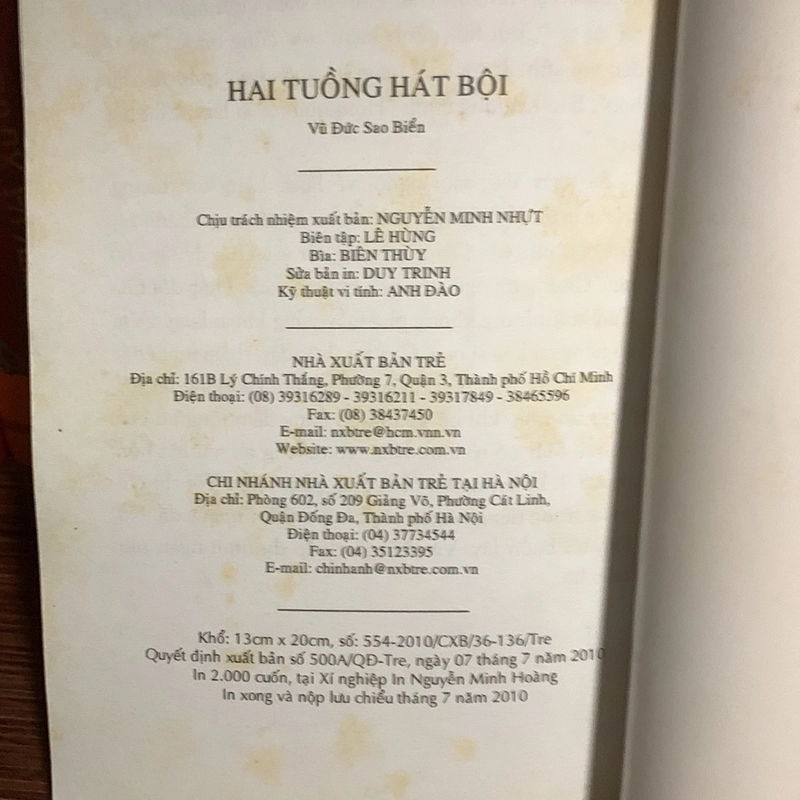 HAI TUỒNG HÁT BỘI
Vũ Đức Sao Biển
Chịu trách nhiệm xuất bản: NGUYỄN MINH NHỰT
Biên tập: LÊ HÙNG
Bìa: BIÊN THÙY
Sửa bản in: DUY TRINH
Kỹ thuật vi tính: ANH ĐÀO
NHÀ XUẤT BẢN TRẺ
Địa chỉ: 161B Lý Chính Thắng, Phường 7, Quận 3, Thành phố Hồ Chí Minh
Điện thoại: (08) 39316289 - 39316211 - 39317849 - 38465596
Fax: (08) 38437450
E-mail: nxbtre@hcm.vnn.vn
Website: www.nxbtre.com.vn
CHI NHÁNH NHÀ XUẤT BẢN TRẺ TẠI HÀ NỘI
Địa chỉ: Phòng 602, số 209 Giảng Võ, Phường Cát Linh,
Quận Đống Đa, Thành phố Hà Nội
Điện thoại: (04) 37734544
Fax: (04) 35123395
E-mail: chinhanh@nxbtre.com.vn
Khổ: 13cm x 20cm, số: 554-2010/CXB/36-136/Tre
Quyết định xuất bản số 500A/QĐ-Tre, ngày 07 tháng 7 năm 2010
In 2.000 cuốn, tại Xí nghiệp In Nguyễn Minh Hoàng
In xong và nộp lưu chiểu tháng 7 năm 2010